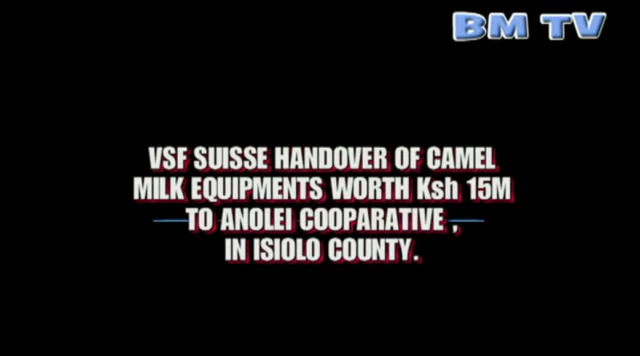 BM TV
VSF SUISSE HANDOVER OF CAMEL
MILK EQUIPMENTS WORTH Ksh 15M
TO ANOLEI COOPARATIVE ,
IN ISIOLO COUNTY.